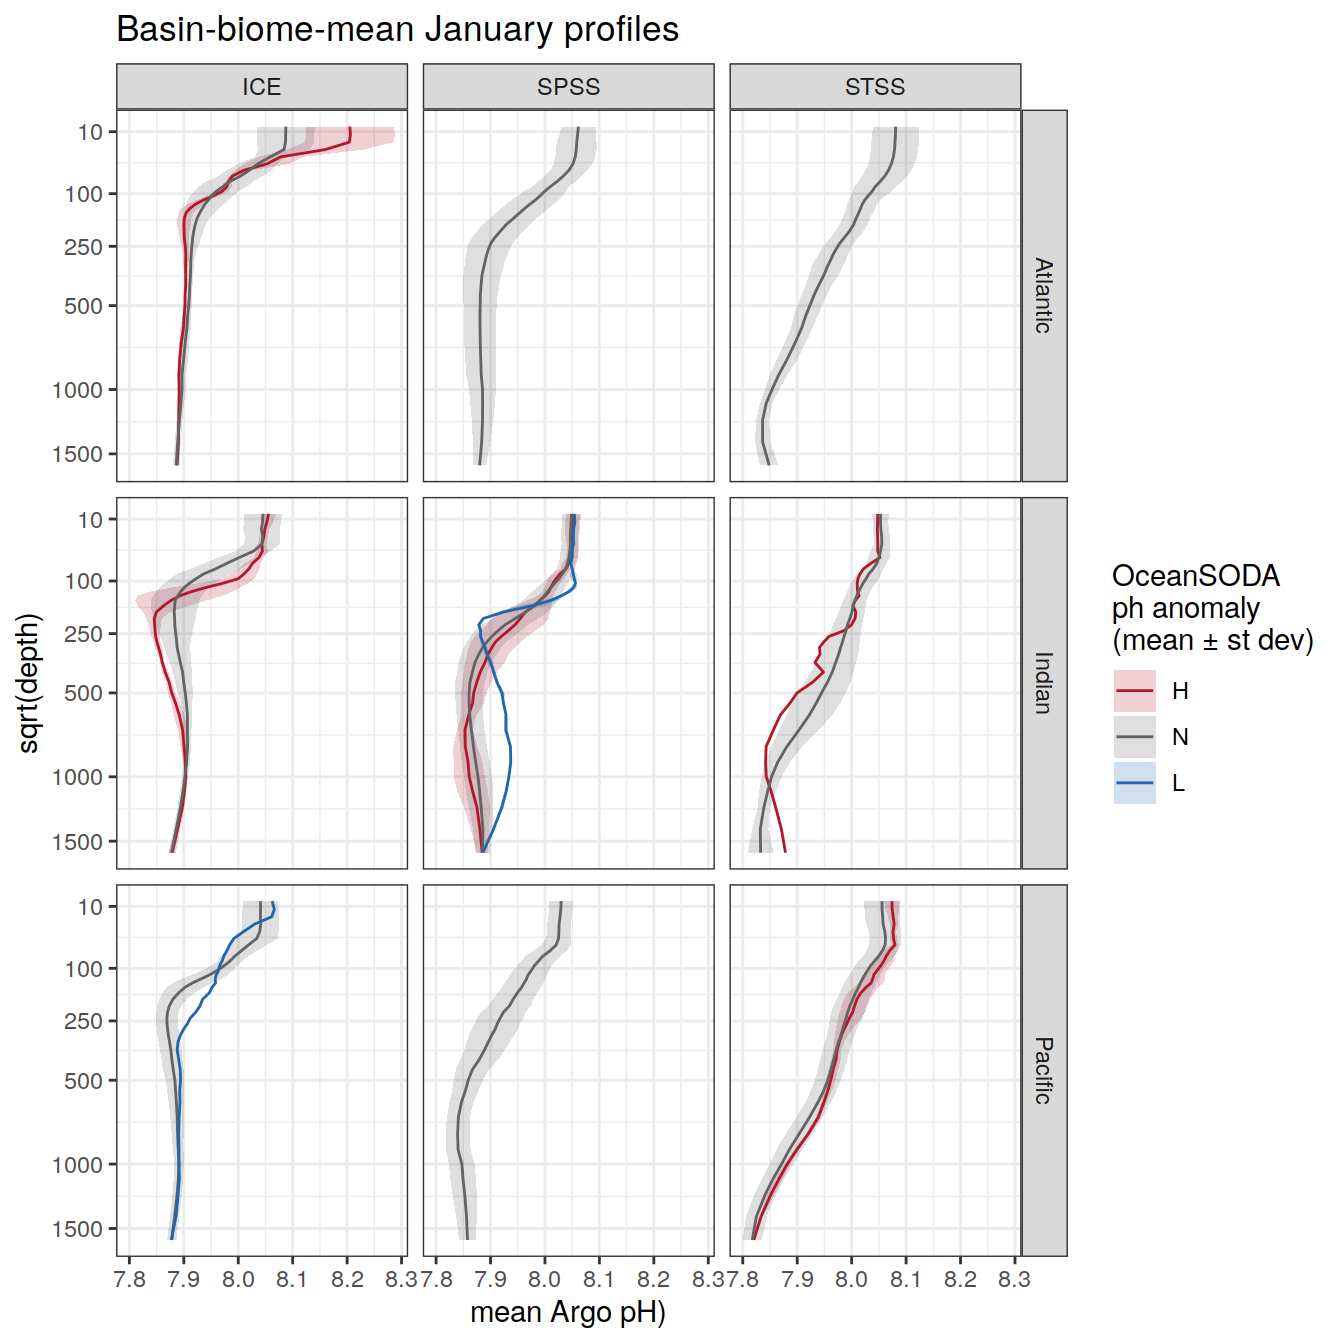 Basin-biome-mean January profiles
ICE
SPSS
STSS
10
100
250
500
1000
1500
Atlantic
10
100
250
500
1000
1500
Indian
10
100
250
500
1000
1500
Pacific
sqrt(depth)
7.8 7.9 8.0 8.1 8.2 8.3
7.8 7.9 8.0 8.1 8.2 8.3
7.8 7.9 8.0 8.1 8.2 8.3
mean Argo pH)
OceanSODA
ph anomaly
(mean ± st dev)
H
N
L